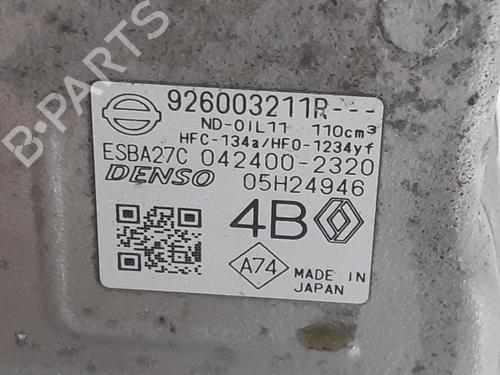 B-PARTS
926003211R---
ND-OIL11 110cm³
HFC-134a/HFO-1234yf
ESBA27C 042400-2320
DENSO 05H24946
4B
A74
MADE IN
JAPAN